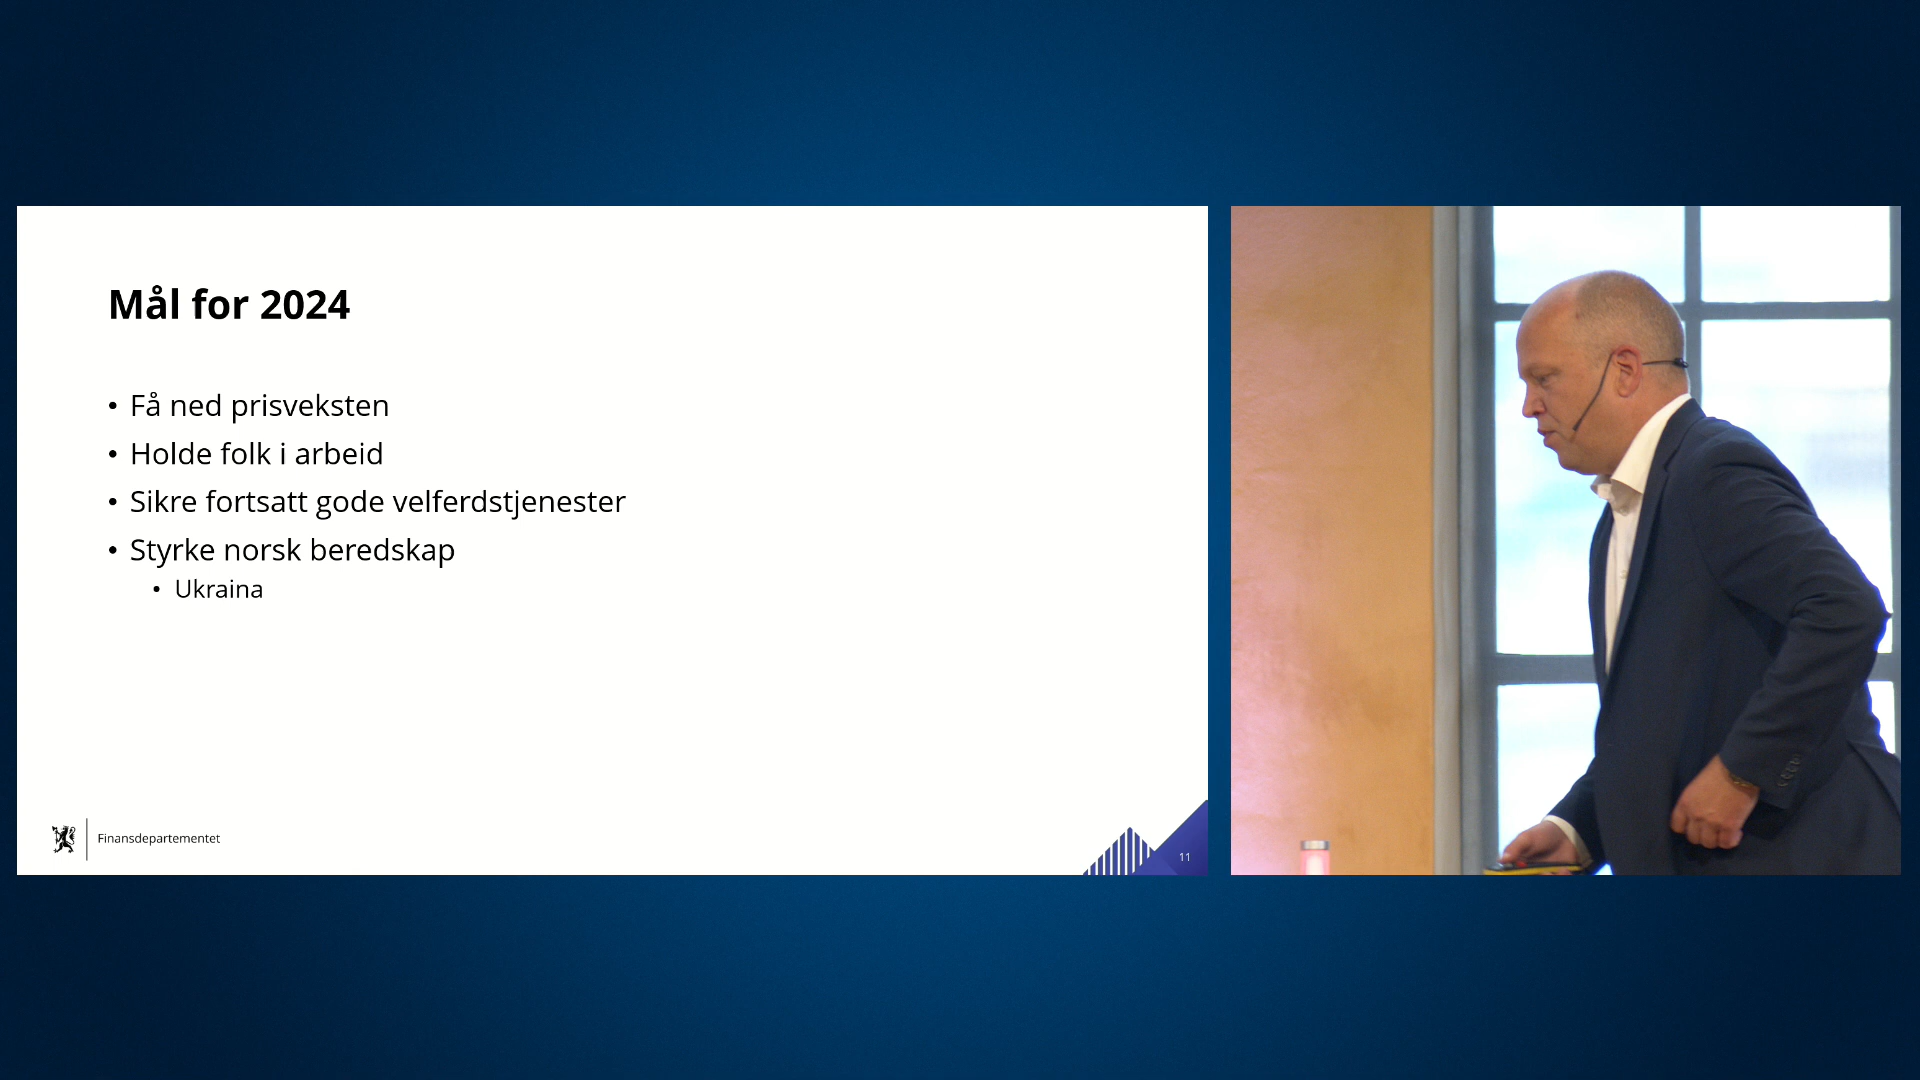 Mål for 2024
• Få ned prisveksten
• Holde folk i arbeid
• Sikre fortsatt gode velferdstjenester
• Styrke norsk beredskap
• Ukraina
Finansdepartementet
11